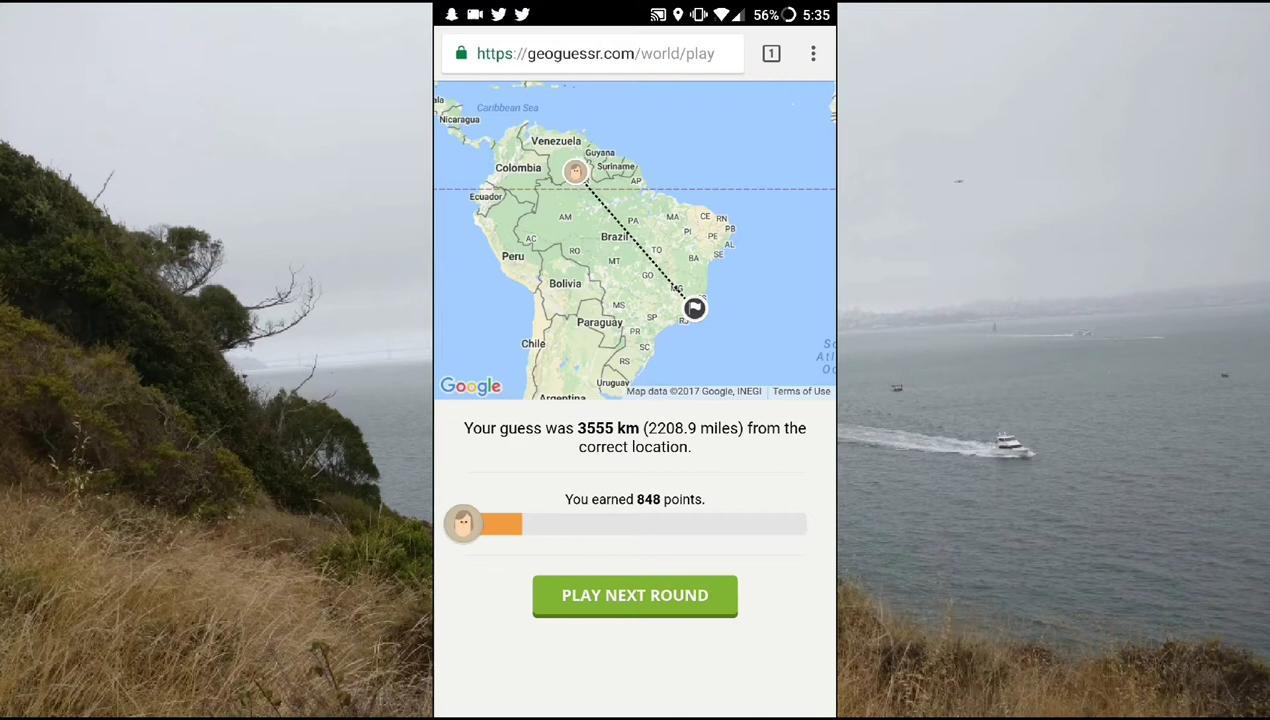 56% 5:35
https://geoguessr.com/world/play
1
Caribbean Sea
Nicaragua
Venezuela
Guyana
Colombia
Suriname
AP
Ecuador
AM
PA
MA
CE
RN
PB
PI
PE
AL
AC
Brazil
TO
SE
RO
Peru
MT
BA
GO
Bolivia
MG
MS
SP
RJ
Paraguay
PR
Chile
SC
RS
Uruguay
Argentina
Google
Map data ©2017 Google, INEGI
Terms of Use
Your guess was 3555 km (2208.9 miles) from the
correct location.
You earned 848 points.
PLAY NEXT ROUND